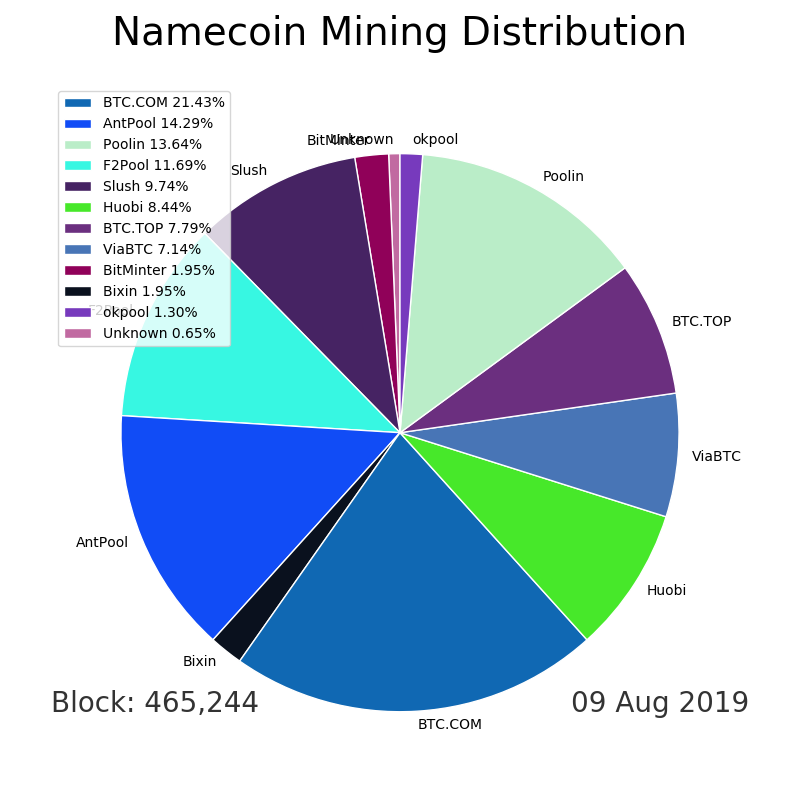 Namecoin Mining Distribution
BTC.COM 21.43%
AntPool 14.29%
Poolin 13.64%
F2Pool 11.69%
Slush 9.74%
Huobi 8.44%
BTC.TOP 7.79%
ViaBTC 7.14%
BitMinter 1.95%
Bixin 1.95%
okpool 1.30%
Unknown 0.65%
BitMinter
Unknown
okpool
Slush
Poolin
F2Pool
BTC.TOP
ViaBTC
AntPool
Huobi
Bixin
BTC.COM
Block: 465,244
09 Aug 2019